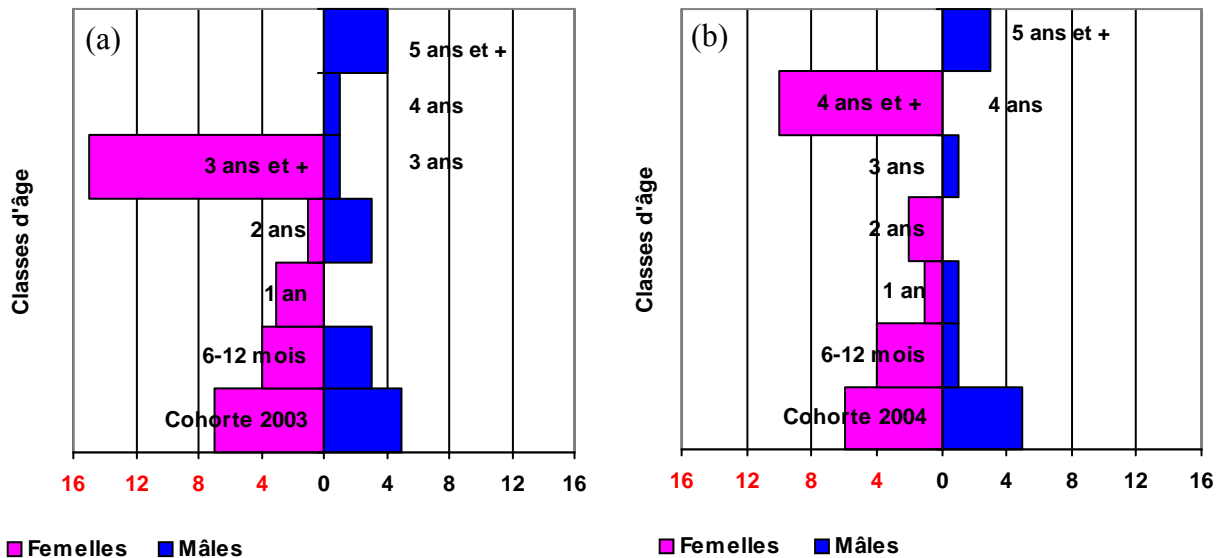 (a)
5 ans et +
4 ans
3 ans et +
3 ans
2 ans
1 an
6-12 mois
Cohorte 2003
Classes d'âge
16 12 8 4 0 4 8 12 16
Femelles Mâles
(b)
5 ans et +
4 ans et +
4 ans
3 ans
2 ans
1 an
6-12 mois
Cohorte 2004
Classes d'âge
16 12 8 4 0 4 8 12 16
Femelles Mâles